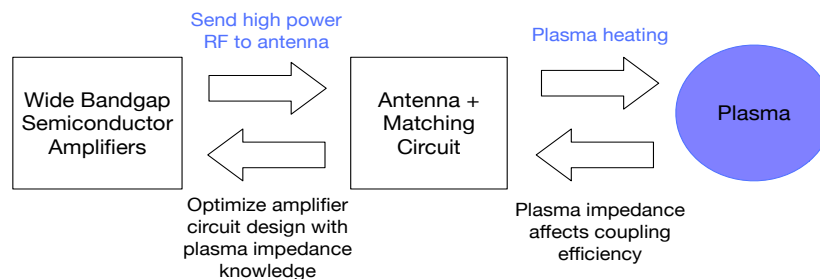 Send high power
RF to antenna
Plasma heating
Wide Bandgap
Semiconductor
Amplifiers
Antenna +
Matching
Circuit
Plasma
Optimize amplifier
circuit design with
plasma impedance
knowledge
Plasma impedance
affects coupling
efficiency